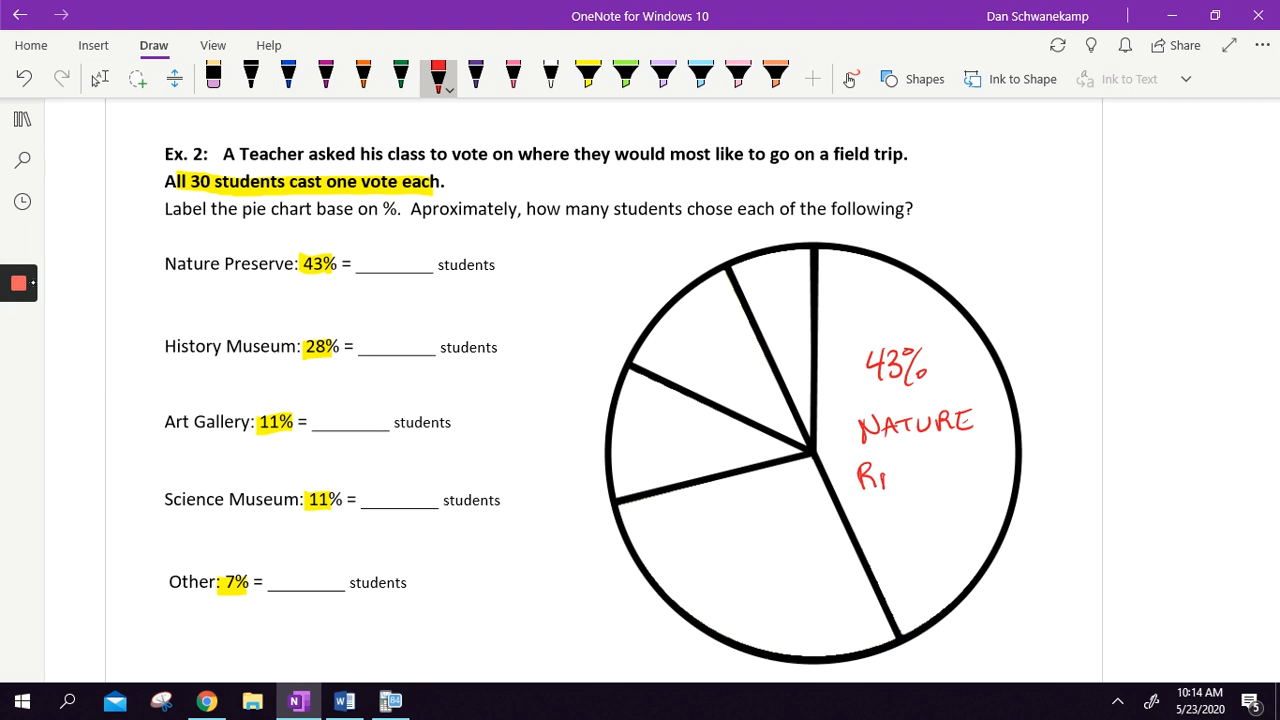 OneNote for Windows 10
Dan Schwanekamp
Home Insert Draw View Help
Share
Shapes
Ink to Shape
Ink to Text
Ex. 2: A Teacher asked his class to vote on where they would most like to go on a field trip.
All 30 students cast one vote each.
Label the pie chart base on %. Aproximately, how many students chose each of the following?
Nature Preserve: 43% = ________ students
History Museum: 28% = ________ students
Art Gallery: 11% = ________ students
Science Museum: 11% = ________ students
Other: 7% = ________ students
43%
NATURE
10:14 AM
5/23/2020
5